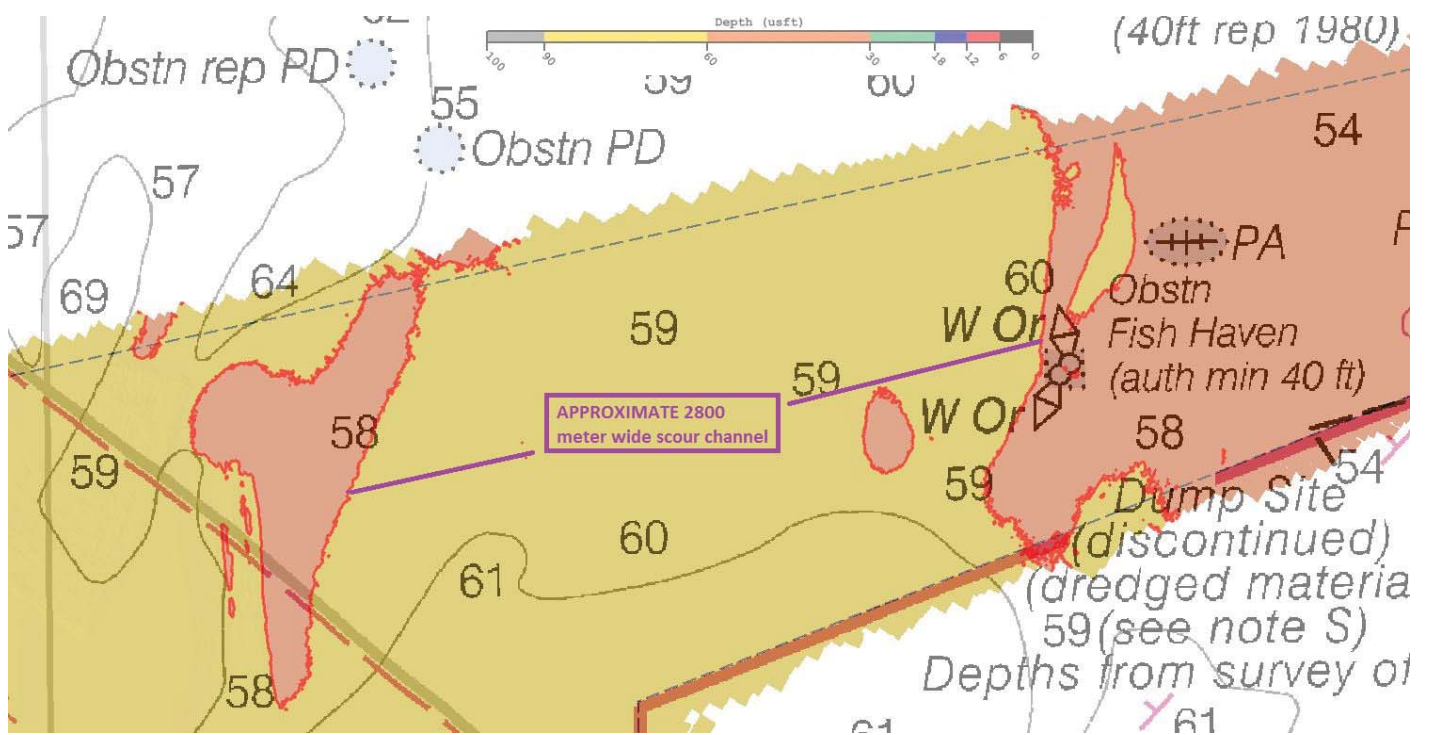 Depth (usft)
100 90 60 30 18 12 6 0
(40ft rep 1980)
Obstn rep PD
59
60
55
54
Obstn PD
57
57
PA
64
60
Obstn
69
59
W Or
Fish Haven
59
(auth min 40 ft)
APPROXIMATE 2800
meter wide scour channel
W Or
58
58
59
59
54
Dump Site
60
(discontinued)
61
(dredged materia
59(see note S)
58
Depths from survey of
61
61